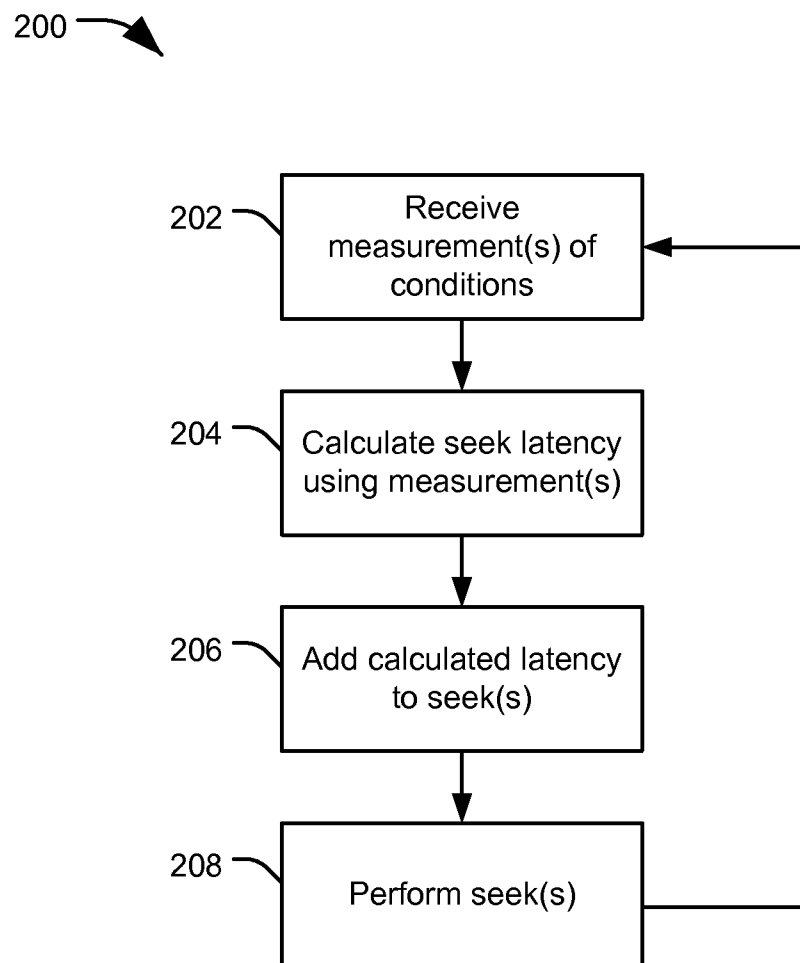 200
202
Receive
measurement(s) of
conditions
204
Calculate seek latency
using measurement(s)
206
Add calculated latency
to seek(s)
208
Perform seek(s)